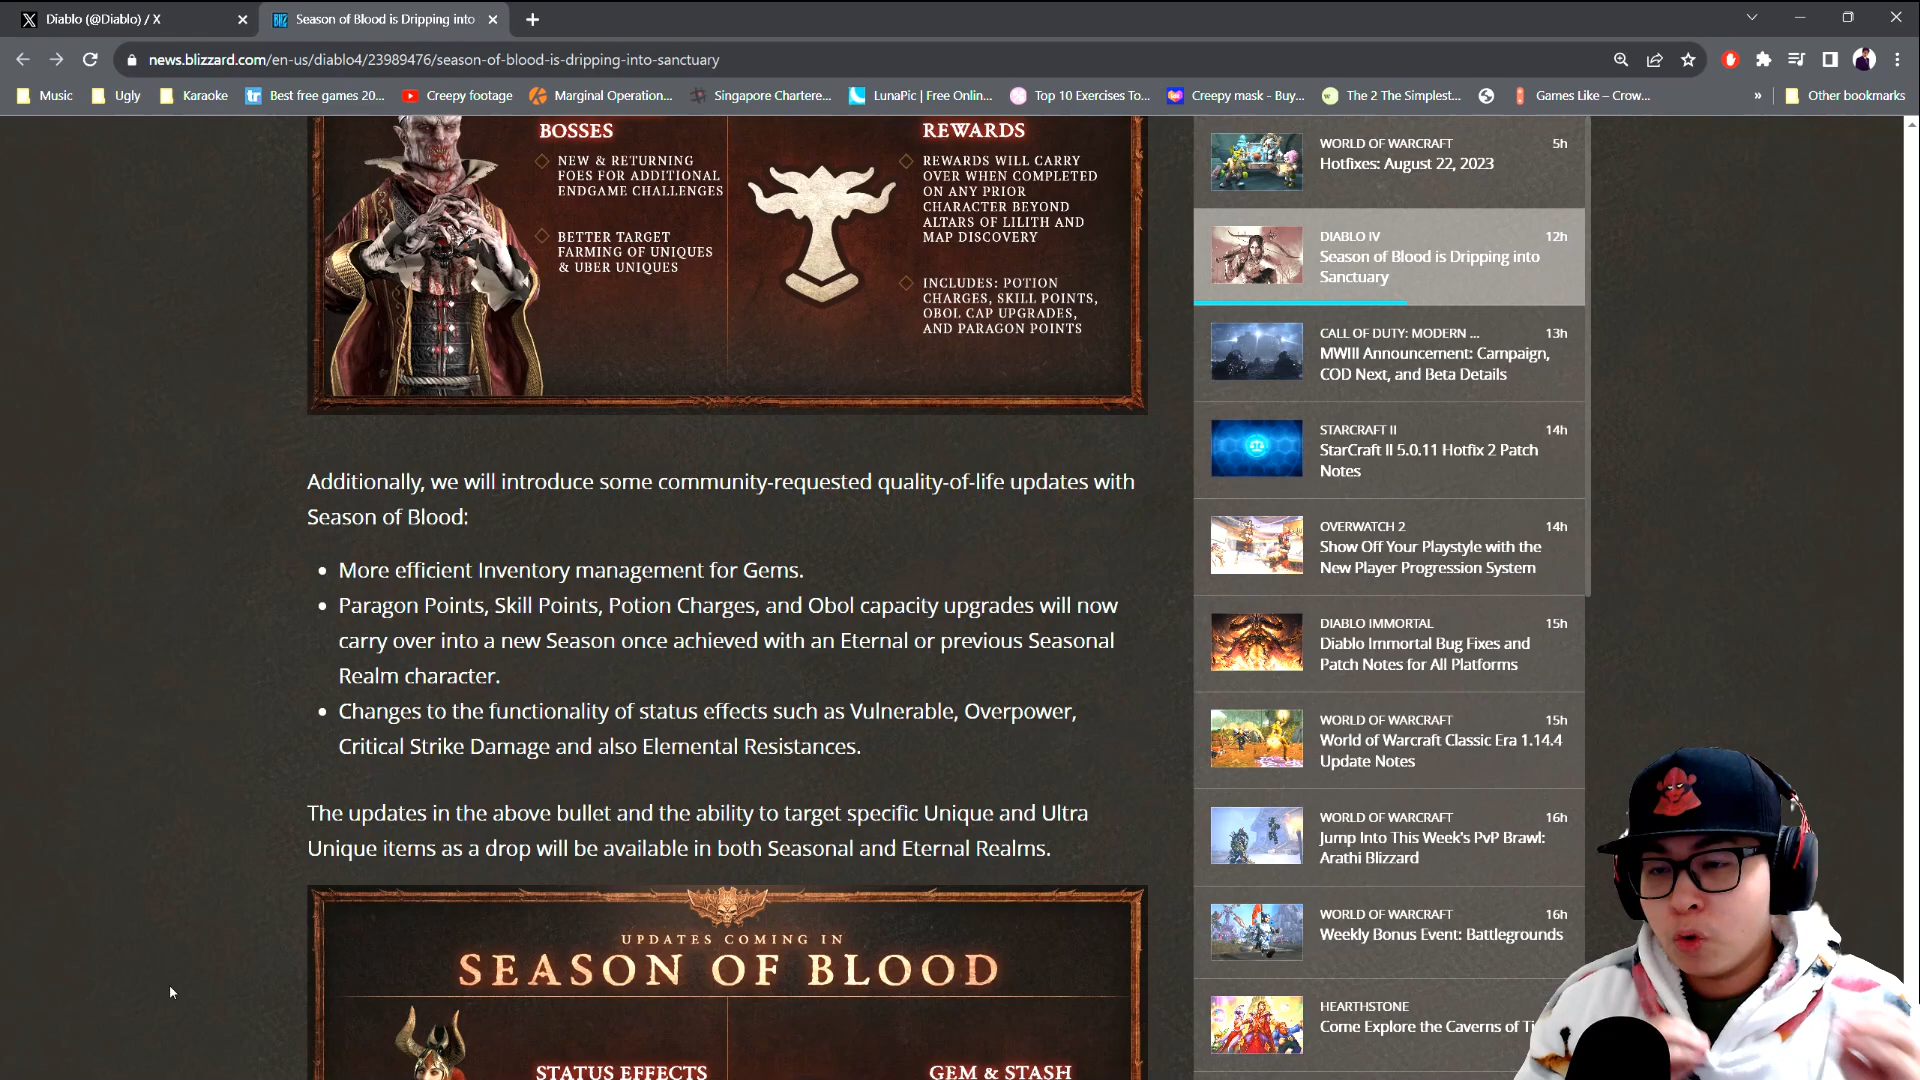 Diablo (@Diablo) / X
Season of Blood is Dripping into
news.blizzard.com/en-us/diablo4/23989476/season-of-blood-is-dripping-into-sanctuary
Music
Ugly
Karaoke
Best free games 20...
Creepy footage
Marginal Operation...
Singapore Chartere...
LunaPic | Free Onlin...
Top 10 Exercises To...
Creepy mask - Buy...
The 2 The Simplest...
Games Like – Crow...
»
Other bookmarks
BOSSES
NEW & RETURNING
FOES FOR ADDITIONAL
ENDGAME CHALLENGES
BETTER TARGET
FARMING OF UNIQUES
& UBER UNIQUES
REWARDS
REWARDS WILL CARRY
OVER WHEN COMPLETED
ON ANY PRIOR
CHARACTER BEYOND
ALTARS OF LILITH AND
MAP DISCOVERY
INCLUDES: POTION
CHARGES, SKILL POINTS,
OBOL CAP UPGRADES,
AND PARAGON POINTS
Additionally, we will introduce some community-requested quality-of-life updates with
Season of Blood:
• More efficient Inventory management for Gems.
• Paragon Points, Skill Points, Potion Charges, and Obol capacity upgrades will now
carry over into a new Season once achieved with an Eternal or previous Seasonal
Realm character.
• Changes to the functionality of status effects such as Vulnerable, Overpower,
Critical Strike Damage and also Elemental Resistances.
The updates in the above bullet and the ability to target specific Unique and Ultra
Unique items as a drop will be available in both Seasonal and Eternal Realms.
UPDATES COMING IN
SEASON OF BLOOD
STATUS EFFECTS
GEM & STASH
WORLD OF WARCRAFT 5h
Hotfixes: August 22, 2023
DIABLO IV 12h
Season of Blood is Dripping into
Sanctuary
CALL OF DUTY: MODERN ... 13h
MWIII Announcement: Campaign,
COD Next, and Beta Details
STARCRAFT II 14h
StarCraft II 5.0.11 Hotfix 2 Patch
Notes
OVERWATCH 2 14h
Show Off Your Playstyle with the
New Player Progression System
DIABLO IMMORTAL 15h
Diablo Immortal Bug Fixes and
Patch Notes for All Platforms
WORLD OF WARCRAFT 15h
World of Warcraft Classic Era 1.14.4
Update Notes
WORLD OF WARCRAFT 16h
Jump Into This Week's PvP Brawl:
Arathi Blizzard
WORLD OF WARCRAFT 16h
Weekly Bonus Event: Battlegrounds
HEARTHSTONE
Come Explore the Caverns of Ti